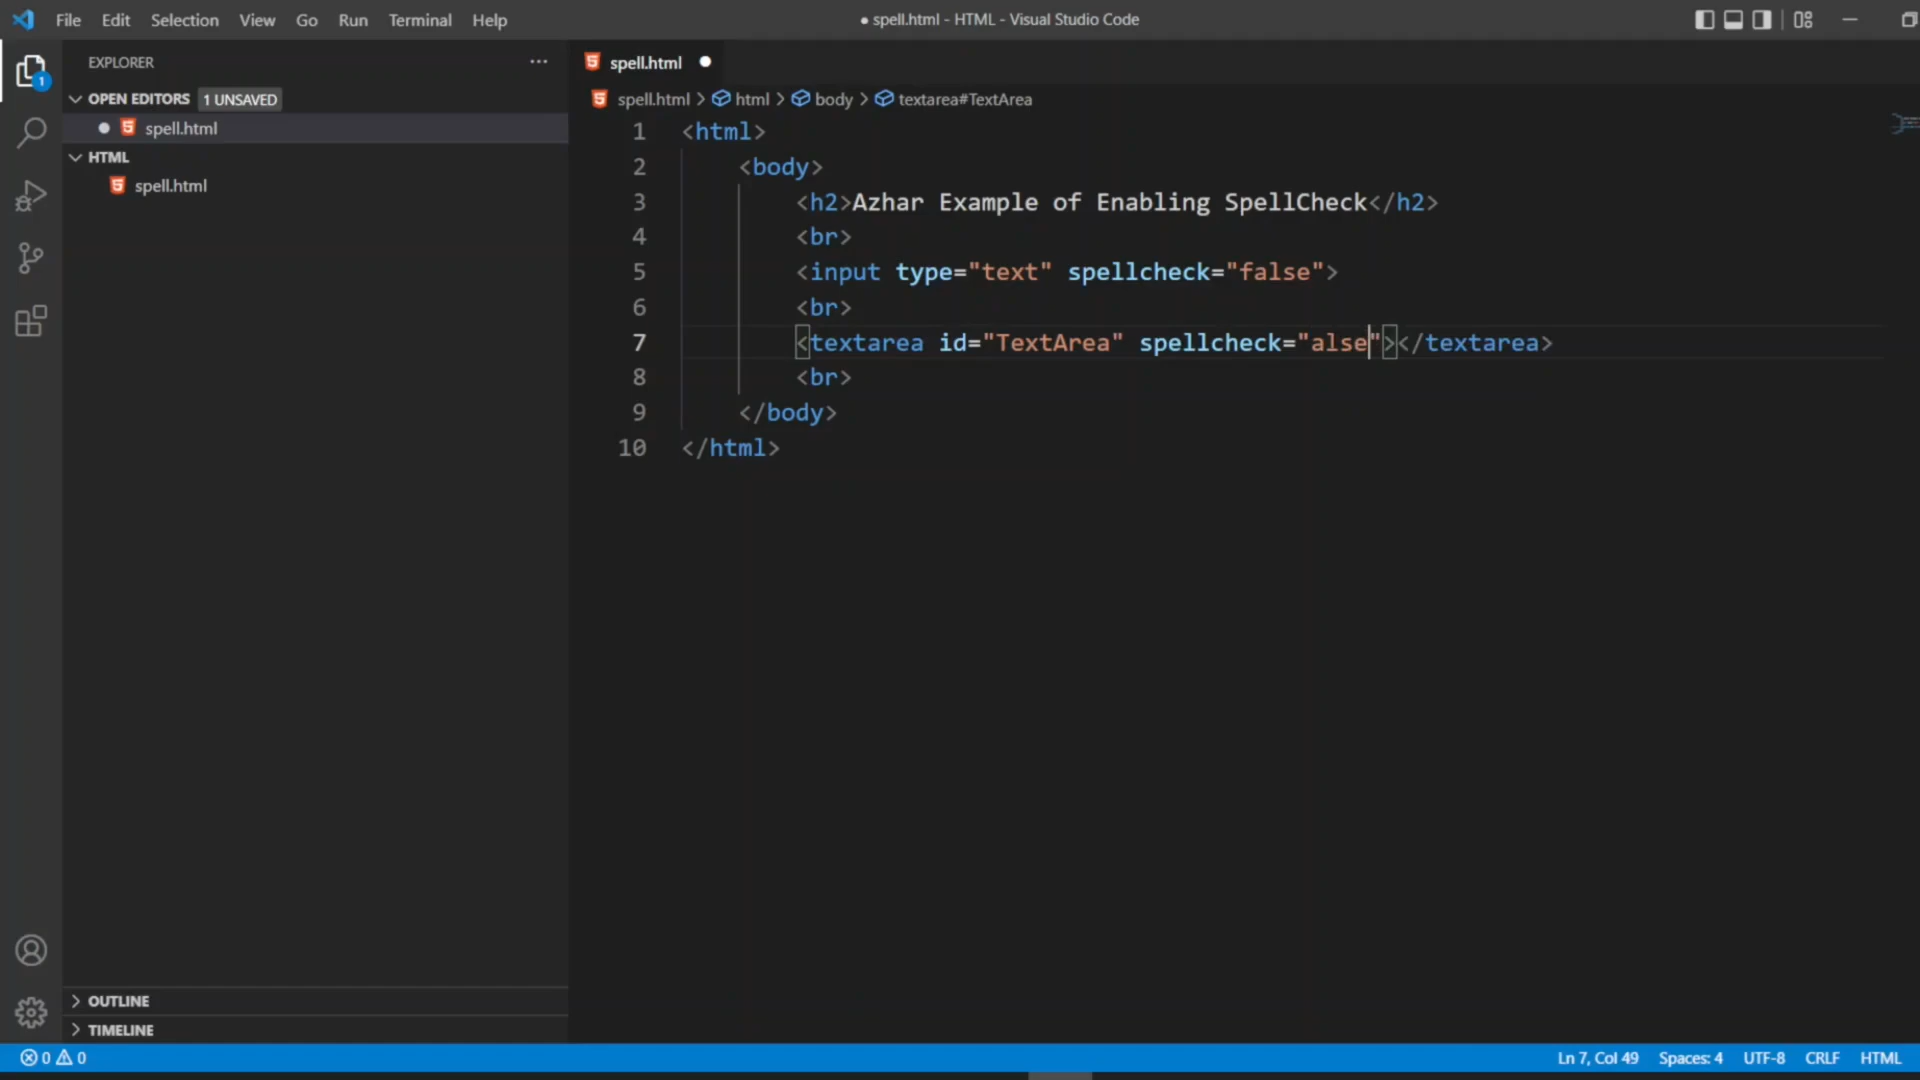 File Edit Selection View Go Run Terminal Help
● spell.html - HTML - Visual Studio Code
EXPLORER
OPEN EDITORS 1 UNSAVED
spell.html
HTML
spell.html
OUTLINE
TIMELINE
1
spell.html
spell.html > html > body > textarea#TextArea
1 <html>
2 <body>
3 <h2>Azhar Example of Enabling SpellCheck</h2>
4 <br>
5 <input type="text" spellcheck="false">
6 <br>
7 <textarea id="TextArea" spellcheck="alse"></textarea>
8 <br>
9 </body>
10 </html>
0 0 Ln 7, Col 49 Spaces: 4 UTF-8 CRLF HTML